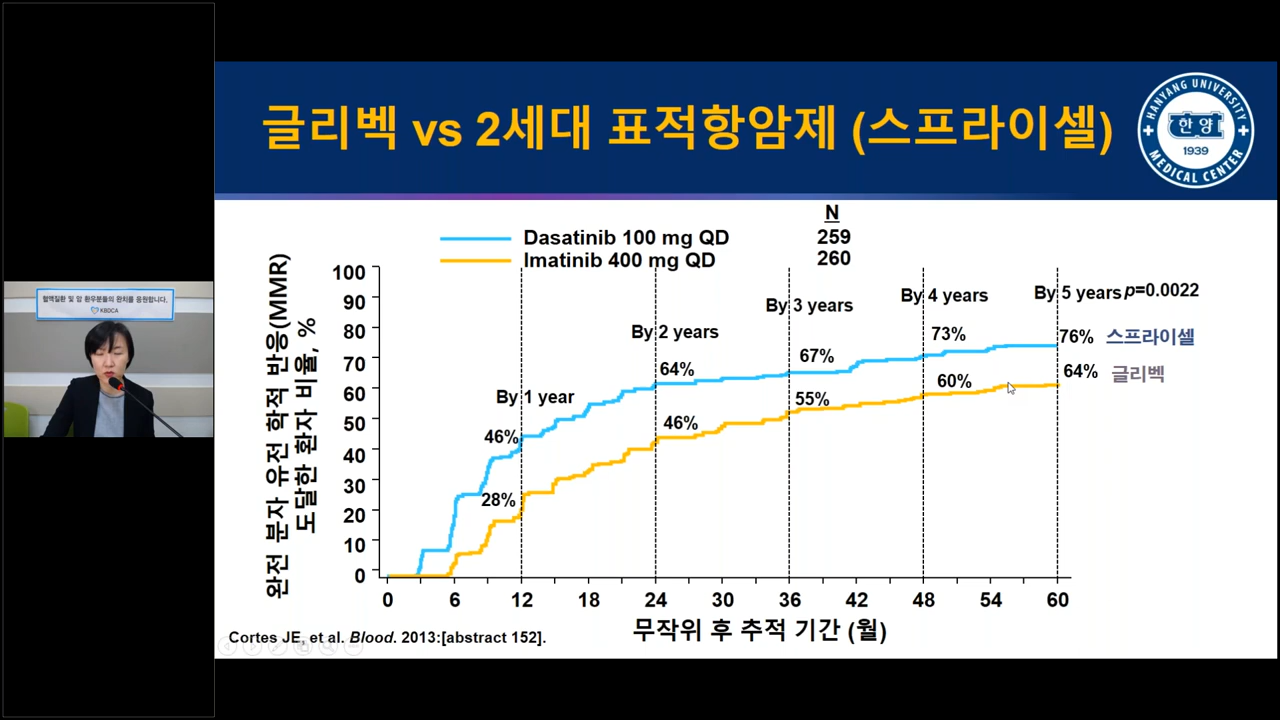 글리벡 vs 2세대 표적항암제 (스프라이셀)
HANYANG UNIVERSITY
한양
1939
MEDICAL CENTER
혈액질환 및 암 환우분들의 완치를 응원합니다.
KBDCA
N
Dasatinib 100 mg QD 259
Imatinib 400 mg QD 260
완전 분자 유전 학적 반응(MMR)
도달한 환자 비율, %
100
90
80
70
60
50
40
30
20
10
0
By 1 year
46%
28%
By 2 years
64%
46%
By 3 years
67%
55%
By 4 years
73%
60%
By 5 years p=0.0022
76% 스프라이셀
64% 글리벡
0 6 12 18 24 30 36 42 48 54 60
무작위 후 추적 기간 (월)
Cortes JE, et al. Blood. 2013:[abstract 152].